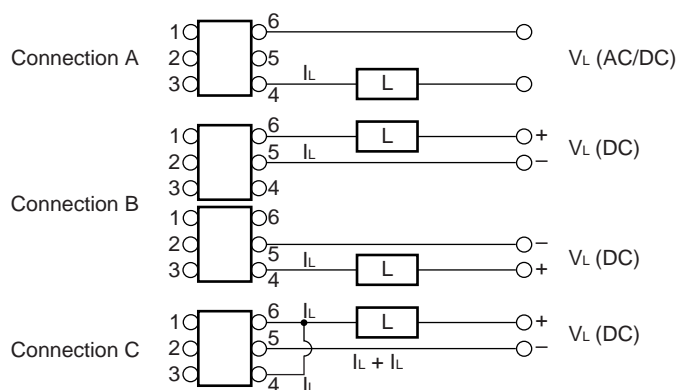 Connection A
1 6
2 5
3 4
IL L
VL (AC/DC)
Connection B
1 6
2 5
3 4
L +
IL –
VL (DC)
1 6
2 5
3 4
–
IL L +
VL (DC)
Connection C
1 6
2 5
3 4
IL L +
IL + IL –
IL
VL (DC)